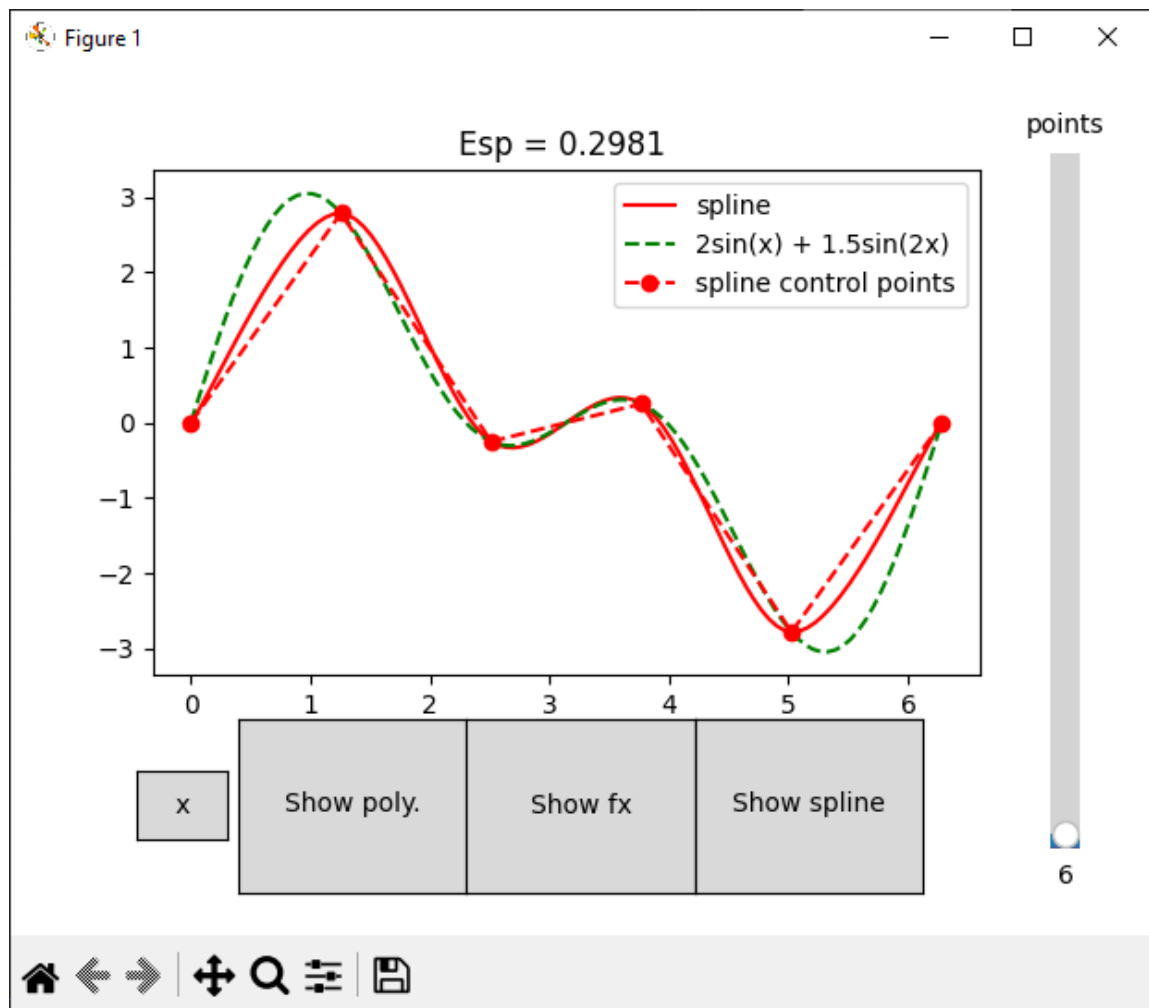 Figure 1
points
Esp = 0.2981
spline
2sin(x) + 1.5sin(2x)
spline control points
3
2
1
0
−1
−2
−3
0 1 2 3 4 5 6
x Show poly. Show fx Show spline
6